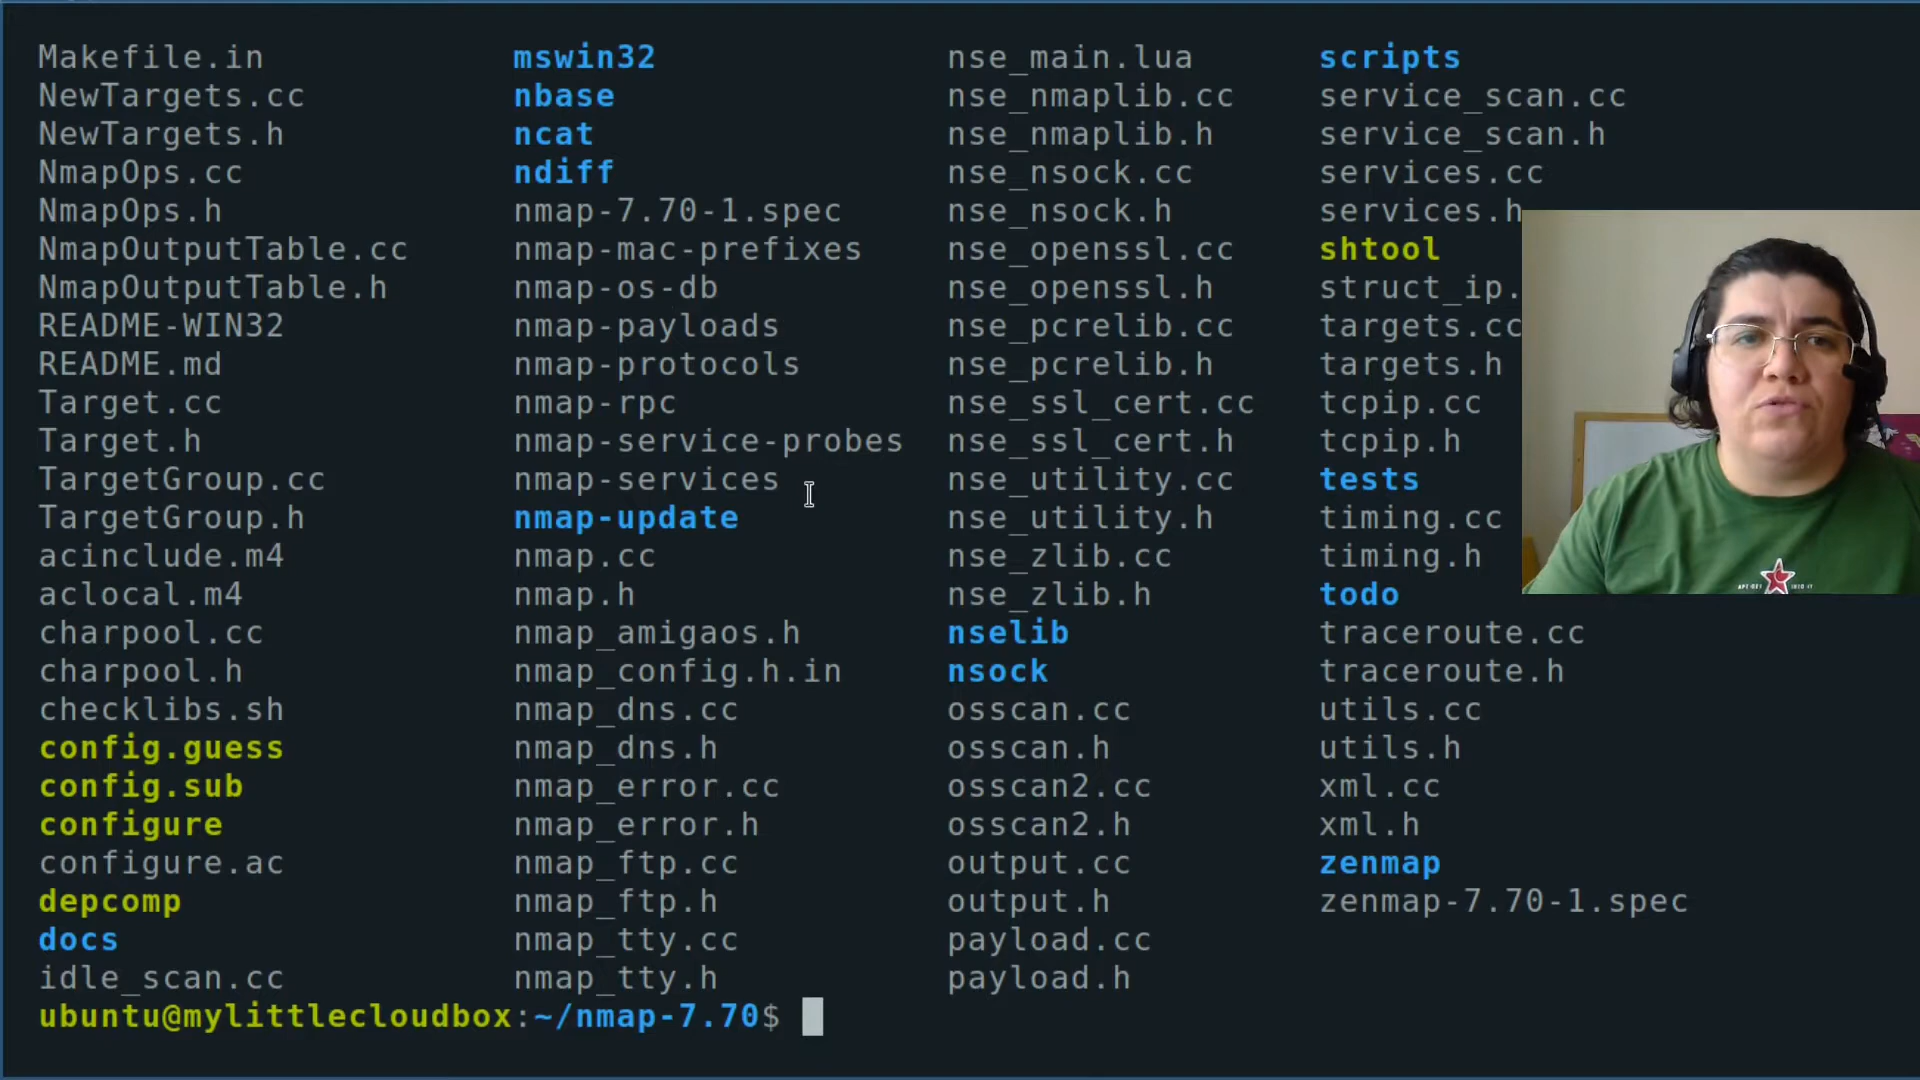 Makefile.in mswin32 nse_main.lua scripts
NewTargets.cc nbase nse_nmaplib.cc service_scan.cc
NewTargets.h ncat nse_nmaplib.h service_scan.h
NmapOps.cc ndiff nse_nsock.cc services.cc
NmapOps.h nmap-7.70-1.spec nse_nsock.h services.h
NmapOutputTable.cc nmap-mac-prefixes nse_openssl.cc shtool
NmapOutputTable.h nmap-os-db nse_openssl.h struct_ip.
README-WIN32 nmap-payloads nse_pcrelib.cc targets.cc
README.md nmap-protocols nse_pcrelib.h targets.h
Target.cc nmap-rpc nse_ssl_cert.cc tcpip.cc
Target.h nmap-service-probes nse_ssl_cert.h tcpip.h
TargetGroup.cc nmap-services nse_utility.cc tests
TargetGroup.h nmap-update nse_utility.h timing.cc
acinclude.m4 nmap.cc nse_zlib.cc timing.h
aclocal.m4 nmap.h nse_zlib.h todo
charpool.cc nmap_amigaos.h nselib traceroute.cc
charpool.h nmap_config.h.in nsock traceroute.h
checklibs.sh nmap_dns.cc osscan.cc utils.cc
config.guess nmap_dns.h osscan.h utils.h
config.sub nmap_error.cc osscan2.cc xml.cc
configure nmap_error.h osscan2.h xml.h
configure.ac nmap_ftp.cc output.cc zenmap
depcomp nmap_ftp.h output.h zenmap-7.70-1.spec
docs nmap_tty.cc payload.cc
idle_scan.cc nmap_tty.h payload.h
ubuntu@mylittlecloudbox:~/nmap-7.70$